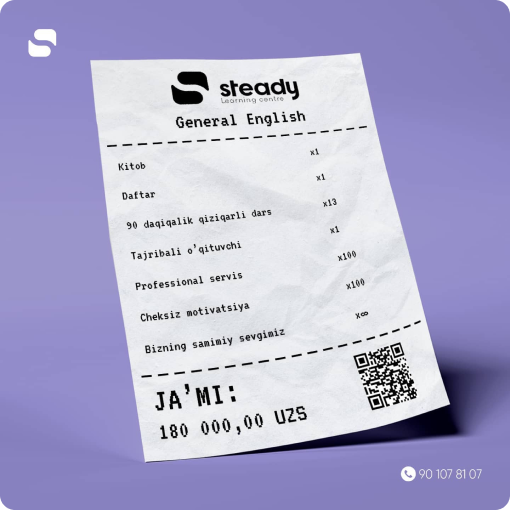 steady
Learning centre
General English
Kitob x1
Daftar x1
90 daqiqalik qiziqarli dars x13
Tajribali o'qituvchi x1
Professional servis x100
Cheksiz motivatsiya x100
Bizning samimiy sevgimiz x∞
JA'MI:
180 000,00 UZS
90 107 81 07